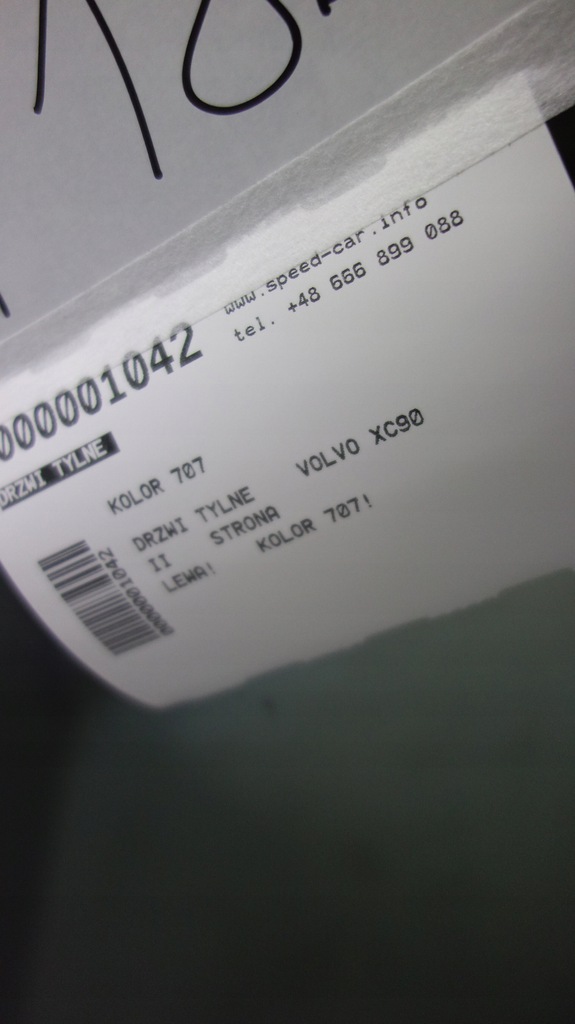 www.speed-car.info
tel. +48 666 899 088
000001042
DRZWI TYLNE
KOLOR 707
DRZWI TYLNE VOLVO XC90
II STRONA
LEWA! KOLOR 707!
0000001042